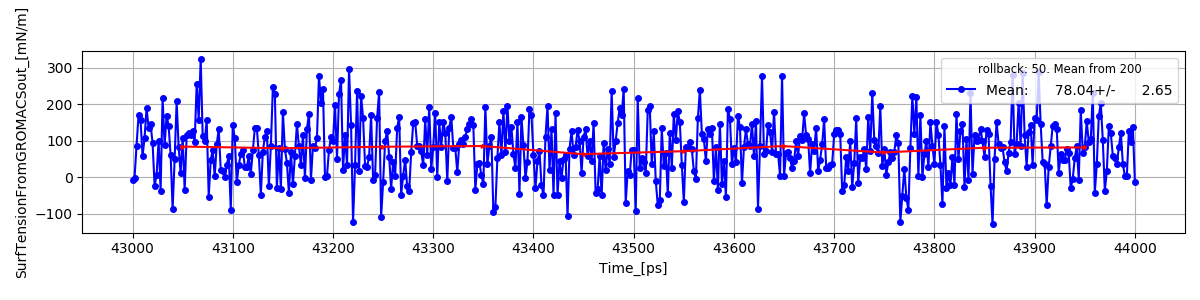 SurfTensionFromGROMACSout_[mN/m]
300
200
100
0
−100
rollback: 50. Mean from 200
Mean: 78.04+/- 2.65
43000 43100 43200 43300 43400 43500 43600 43700 43800 43900 44000
Time_[ps]